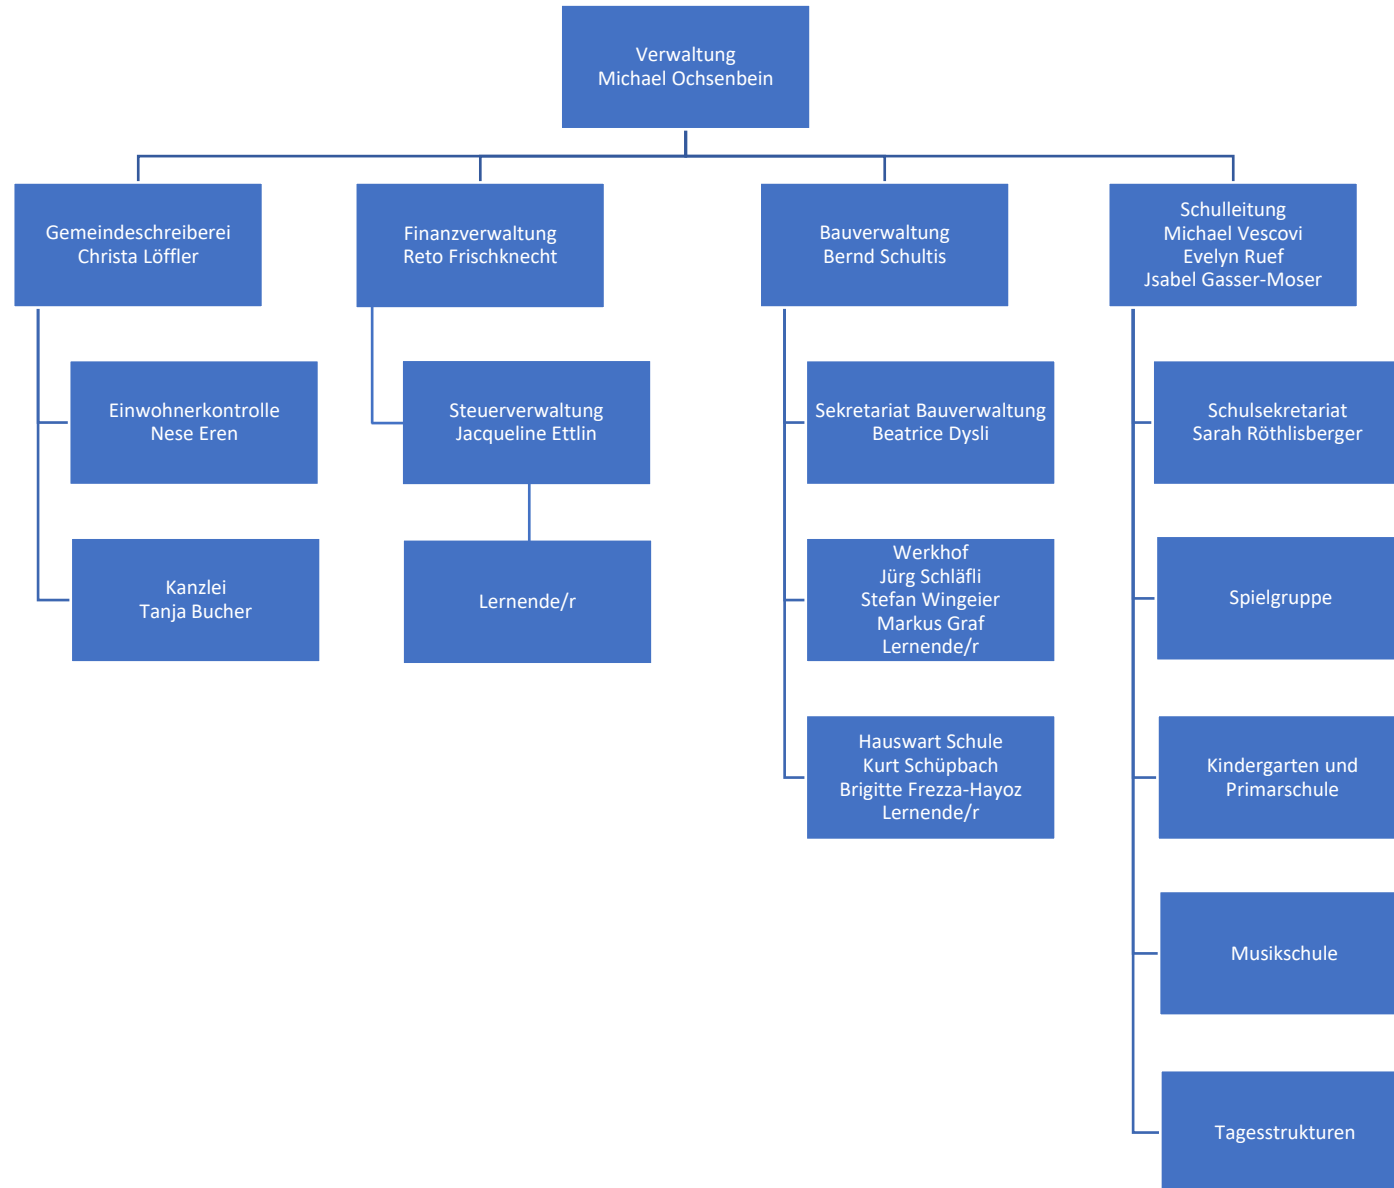 Verwaltung
Michael Ochsenbein
Gemeindeschreiberei
Christa Löffler
Finanzverwaltung
Reto Frischknecht
Bauverwaltung
Bernd Schultis
Schulleitung
Michael Vescovi
Evelyn Ruef
Jsabel Gasser-Moser
Einwohnerkontrolle
Nese Eren
Steuerverwaltung
Jacqueline Ettlin
Sekretariat Bauverwaltung
Beatrice Dysli
Schulsekretariat
Sarah Röthlisberger
Kanzlei
Tanja Bucher
Lernende/r
Werkhof
Jürg Schläfli
Stefan Wingeier
Markus Graf
Lernende/r
Spielgruppe
Hauswart Schule
Kurt Schüpbach
Brigitte Frezza-Hayoz
Lernende/r
Kindergarten und
Primarschule
Musikschule
Tagesstrukturen